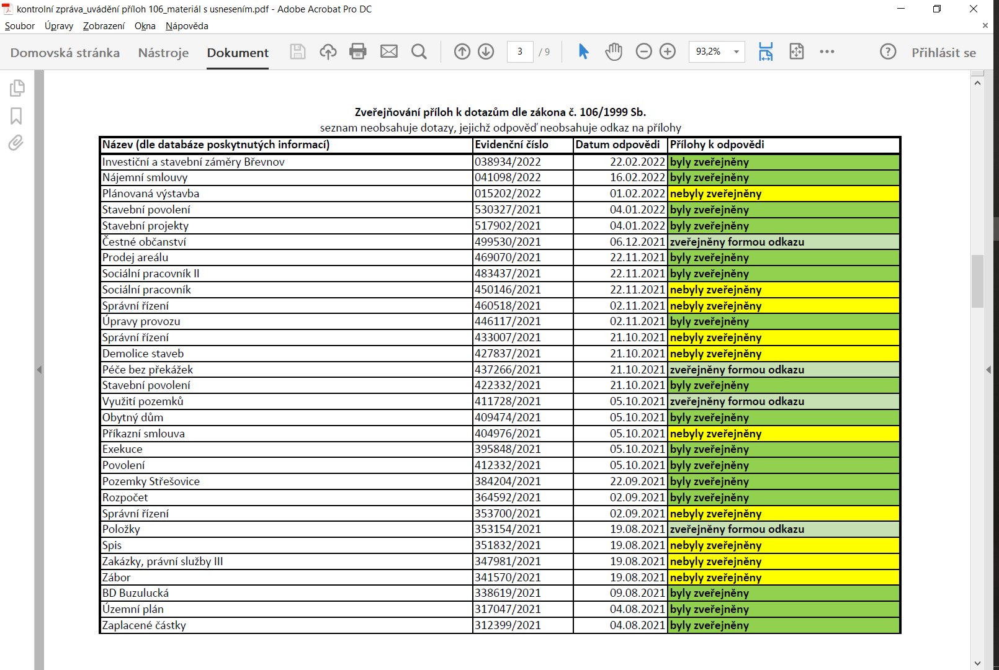 kontrolní zpráva_uvádění příloh 106_materiál s usnesením.pdf - Adobe Acrobat Pro DC
Soubor Úpravy Zobrazení Okna Nápověda
Domovská stránka Nástroje Dokument 3 / 9 93,2% Přihlásit se
Zveřejňování příloh k dotazům dle zákona č. 106/1999 Sb.
seznam neobsahuje dotazy, jejichž odpověď neobsahuje odkaz na přílohy
Název (dle databáze poskytnutých informací) Evidenční číslo Datum odpovědi Přílohy k odpovědi
Investiční a stavební záměry Břevnov 038934/2022 22.02.2022 byly zveřejněny
Nájemní smlouvy 041098/2022 16.02.2022 byly zveřejněny
Plánovaná výstavba 015202/2022 01.02.2022 nebyly zveřejněny
Stavební povolení 530327/2021 04.01.2022 byly zveřejněny
Stavební projekty 517902/2021 04.01.2022 byly zveřejněny
Čestné občanství 499530/2021 06.12.2021 zveřejněny formou odkazu
Prodej areálu 469070/2021 22.11.2021 byly zveřejněny
Sociální pracovník II 483437/2021 22.11.2021 byly zveřejněny
Sociální pracovník 450146/2021 22.11.2021 nebyly zveřejněny
Správní řízení 460518/2021 02.11.2021 nebyly zveřejněny
Úpravy provozu 446117/2021 02.11.2021 byly zveřejněny
Správní řízení 433007/2021 21.10.2021 nebyly zveřejněny
Demolice staveb 427837/2021 21.10.2021 nebyly zveřejněny
Péče bez překážek 437266/2021 21.10.2021 zveřejněny formou odkazu
Stavební povolení 422332/2021 21.10.2021 byly zveřejněny
Využití pozemků 411728/2021 05.10.2021 zveřejněny formou odkazu
Obytný dům 409474/2021 05.10.2021 byly zveřejněny
Příkazní smlouva 404976/2021 05.10.2021 nebyly zveřejněny
Exekuce 395848/2021 05.10.2021 byly zveřejněny
Povolení 412332/2021 05.10.2021 byly zveřejněny
Pozemky Střešovice 384204/2021 22.09.2021 byly zveřejněny
Rozpočet 364592/2021 02.09.2021 byly zveřejněny
Správní řízení 353700/2021 02.09.2021 nebyly zveřejněny
Položky 353154/2021 19.08.2021 zveřejněny formou odkazu
Spis 351832/2021 19.08.2021 nebyly zveřejněny
Zakázky, právní služby III 347981/2021 19.08.2021 nebyly zveřejněny
Zábor 341570/2021 19.08.2021 nebyly zveřejněny
BD Buzulucká 338619/2021 09.08.2021 byly zveřejněny
Územní plán 317047/2021 04.08.2021 byly zveřejněny
Zaplacené částky 312399/2021 04.08.2021 byly zveřejněny